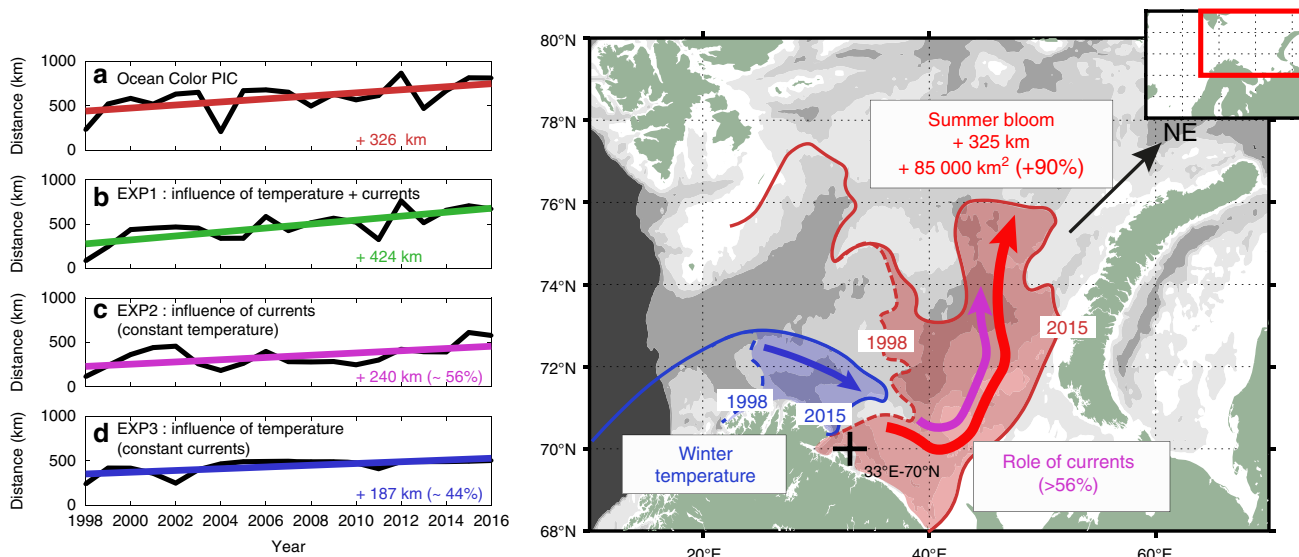 1000
500
0
Distance (km)
a Ocean Color PIC
+ 326 km
1000
500
0
Distance (km)
b EXP1 : influence of temperature + currents
+ 424 km
1000
500
0
Distance (km)
c EXP2 : influence of currents
(constant temperature)
+ 240 km (~ 56%)
1000
500
0
Distance (km)
d EXP3 : influence of temperature
(constant currents)
+ 187 km (~ 44%)
1998 2000 2002 2004 2006 2008 2010 2012 2014 2016
Year
80°N
78°N
76°N
74°N
72°N
70°N
68°N
Summer bloom
+ 325 km
+ 85 000 km² (+90%)
NE
1998
2015
1998
2015
Winter
temperature
33°E-70°N
Role of currents
(>56%)
20°E 40°E 60°E